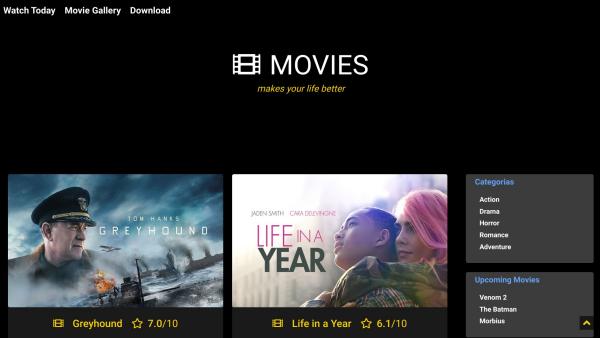 Watch Today Movie Gallery Download
MOVIES
makes your life better
TOM HANKS
GREYHOUND
Greyhound 7.0/10
JADEN SMITH CARA DELEVINGNE
LIFE IN A
YEAR
Life in a Year 6.1/10
Categorias
Action
Drama
Horror
Romance
Adventure
Upcoming Movies
Venom 2
The Batman
Morbius